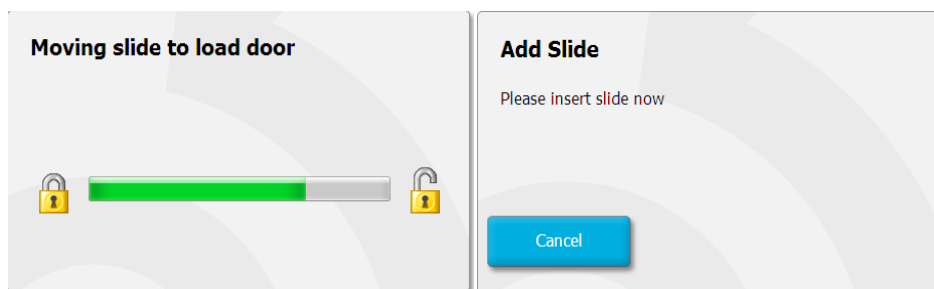 Moving slide to load door
Add Slide
Please insert slide now
Cancel